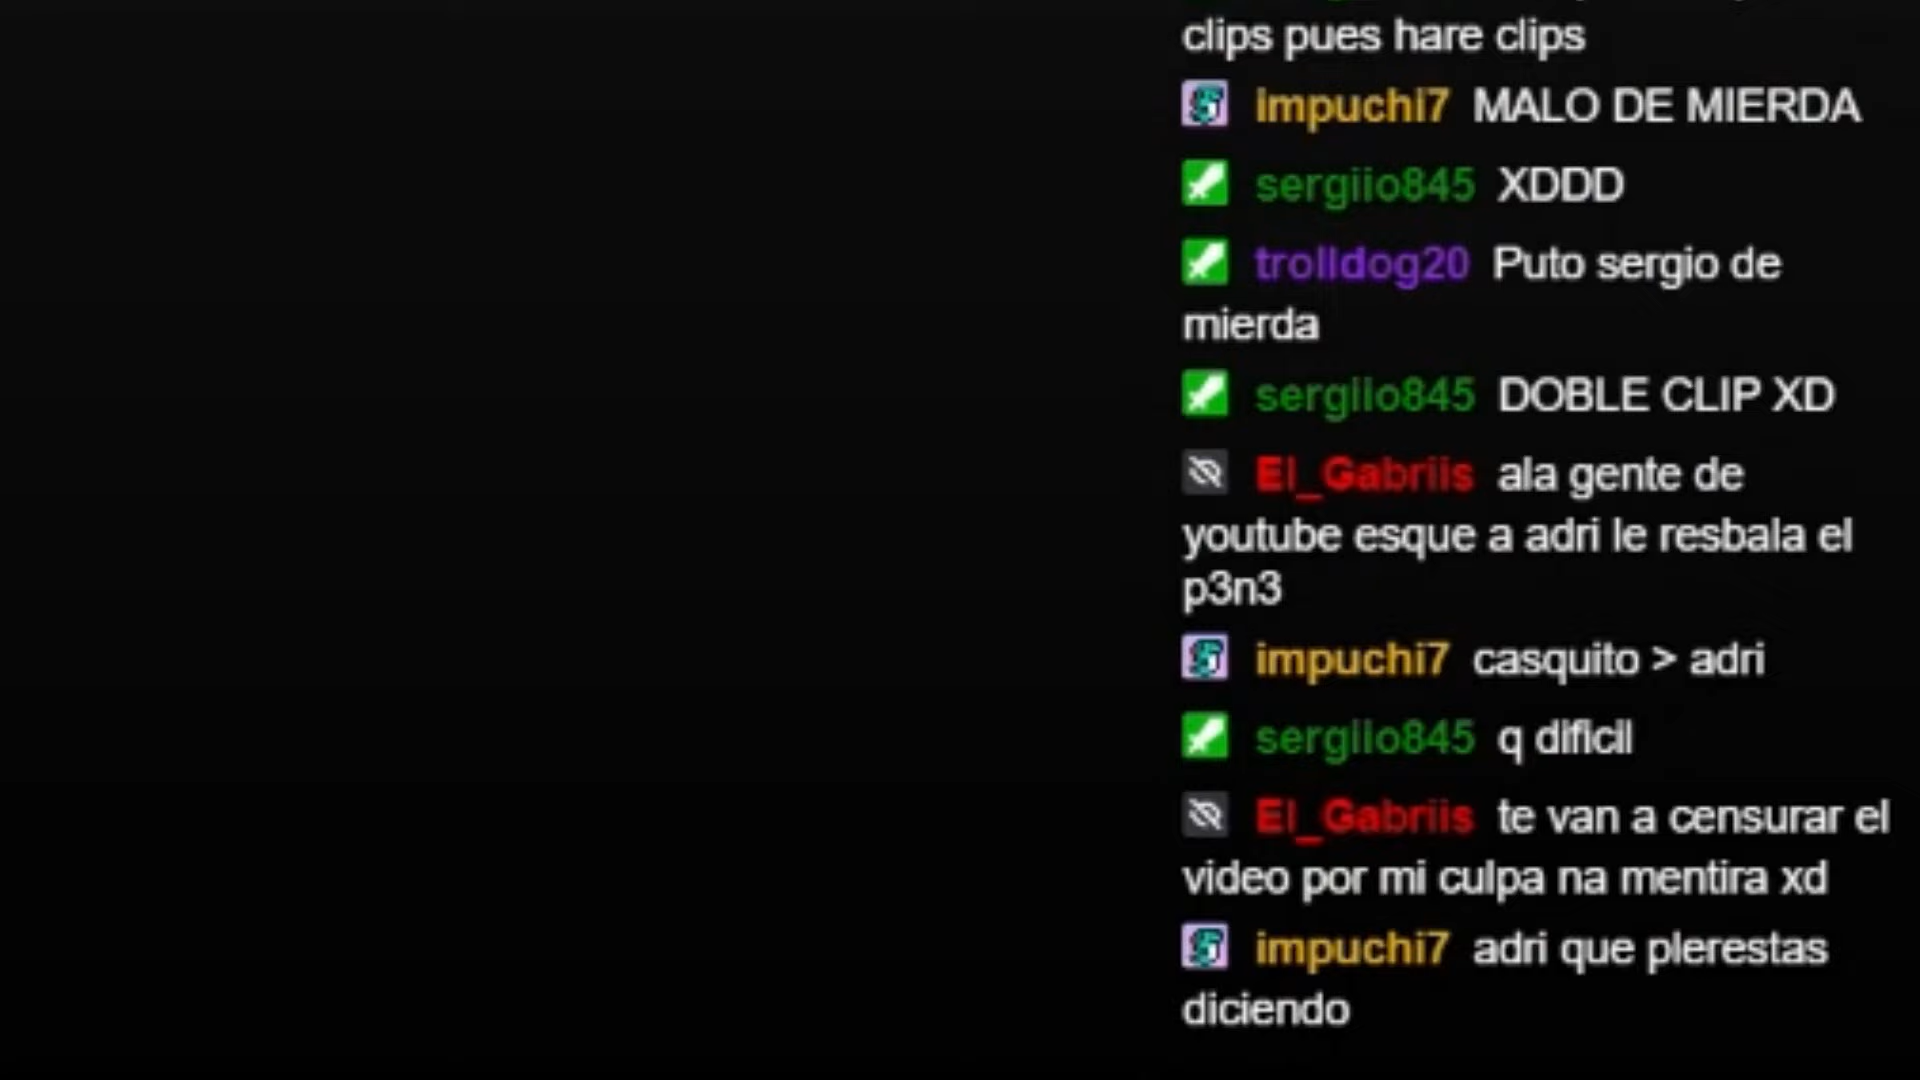 clips pues hare clips
impuchi7 MALO DE MIERDA
sergiio845 XDDD
trolldog20 Puto sergio de
mierda
sergiio845 DOBLE CLIP XD
El_Gabriis ala gente de
youtube esque a adri le resbala el
p3n3
impuchi7 casquito > adri
sergiio845 q dificil
El_Gabriis te van a censurar el
video por mi culpa na mentira xd
impuchi7 adri que plerestas
diciendo